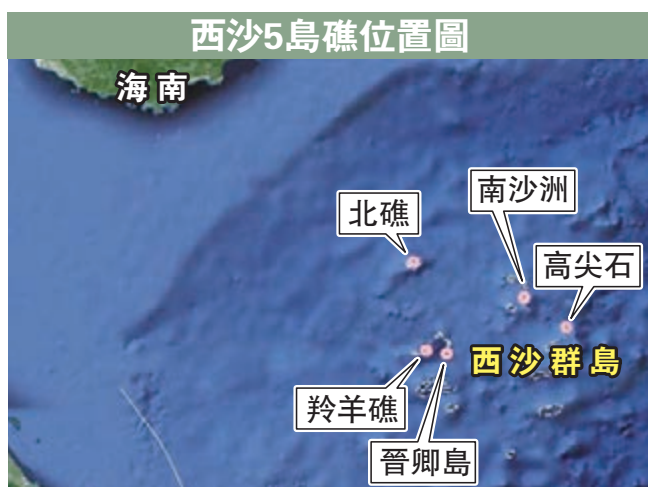 西沙5島礁位置圖
海南
南沙洲
北礁
高尖石
西沙群島
羚羊礁
晉卿島